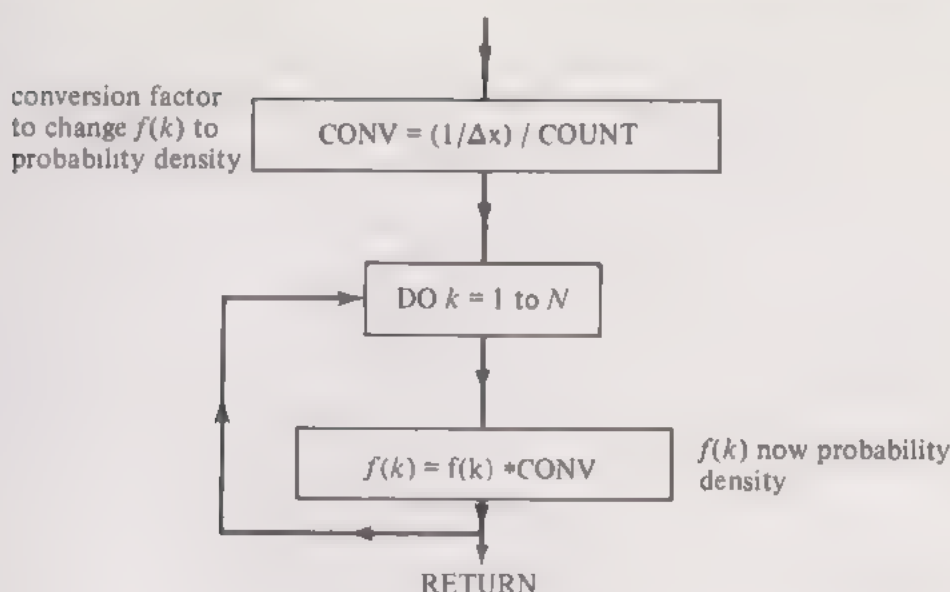 conversion factor
to change f(k) to
probability density
CONV = (1/Δx) / COUNT
DO k = 1 to N
f(k) = f(k) *CONV
f(k) now probability
density
RETURN